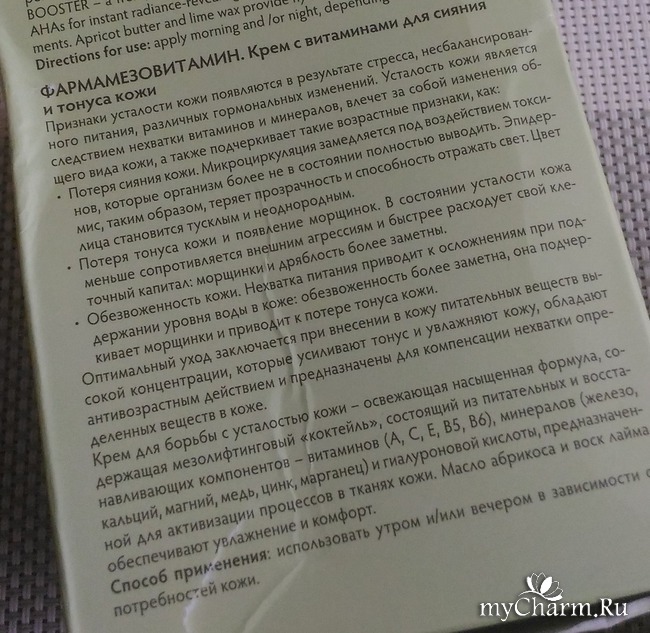 BOOSTER – a
AHAs for instant radiance-reveal
ments. Apricot butter and lime wax provide hy
Directions for use: apply morning and /or night, depending
ФАРМАМЕЗОВИТАМИН. Крем с витаминами для сияния
и тонуса кожи
Признаки усталости кожи появляются в результате стресса, несбалансирован-
ного питания, различных гормональных изменений. Усталость кожи является
следствием нехватки витаминов и минералов, влечет за собой изменения об-
щего вида кожи, а также подчеркивает такие возрастные признаки, как:
• Потеря сияния кожи. Микроциркуляция замедляется под воздействием токси-
нов, которые организм более не в состоянии полностью выводить. Эпидер-
мис, таким образом, теряет прозрачность и способность отражать свет. Цвет
лица становится тусклым и неоднородным.
• Потеря тонуса кожи и появление морщинок. В состоянии усталости кожа
меньше сопротивляется внешним агрессиям и быстрее расходует свой кле-
точный капитал: морщинки и дряблость более заметны.
• Обезвоженность кожи. Нехватка питания приводит к осложнениям при под-
держании уровня воды в коже: обезвоженность более заметна, она подчер-
кивает морщинки и приводит к потере тонуса кожи.
Оптимальный уход заключается при внесении в кожу питательных веществ вы-
сокой концентрации, которые усиливают тонус и увлажняют кожу, обладают
антивозрастным действием и предназначены для компенсации нехватки опре-
деленных веществ в коже.
Крем для борьбы с усталостью кожи – освежающая насыщенная формула, со-
держащая мезолифтинговый «коктейль», состоящий из питательных и восста-
навливающих компонентов – витаминов (A, C, E, B5, B6), минералов (железо,
кальций, магний, медь, цинк, марганец) и гиалуроновой кислоты, предназначен-
ной для активизации процессов в тканях кожи. Масло абрикоса и воск лайма
обеспечивают увлажнение и комфорт.
Способ применения: использовать утром и/или вечером в зависимости о
потребностей кожи.
myCharm.Ru